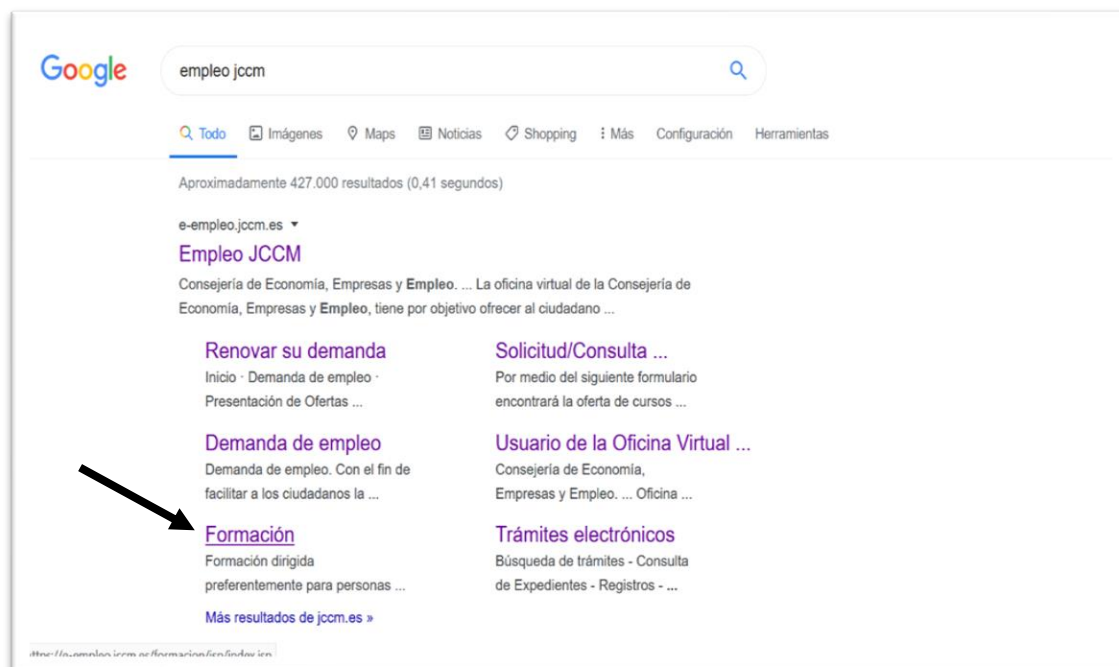 Google
empleo jccm
Todo Imágenes Maps Noticias Shopping Más Configuración Herramientas
Aproximadamente 427.000 resultados (0,41 segundos)
e-empleo.jccm.es
Empleo JCCM
Consejería de Economía, Empresas y Empleo. ... La oficina virtual de la Consejería de
Economía, Empresas y Empleo, tiene por objetivo ofrecer al ciudadano ...
Renovar su demanda
Inicio · Demanda de empleo ·
Presentación de Ofertas ...
Solicitud/Consulta ...
Por medio del siguiente formulario
encontrará la oferta de cursos ...
Demanda de empleo
Demanda de empleo. Con el fin de
facilitar a los ciudadanos la ...
Usuario de la Oficina Virtual ...
Consejería de Economía,
Empresas y Empleo. ... Oficina ...
Formación
Formación dirigida
preferentemente para personas ...
Trámites electrónicos
Búsqueda de trámites - Consulta
de Expedientes - Registros - ...
Más resultados de jccm.es »